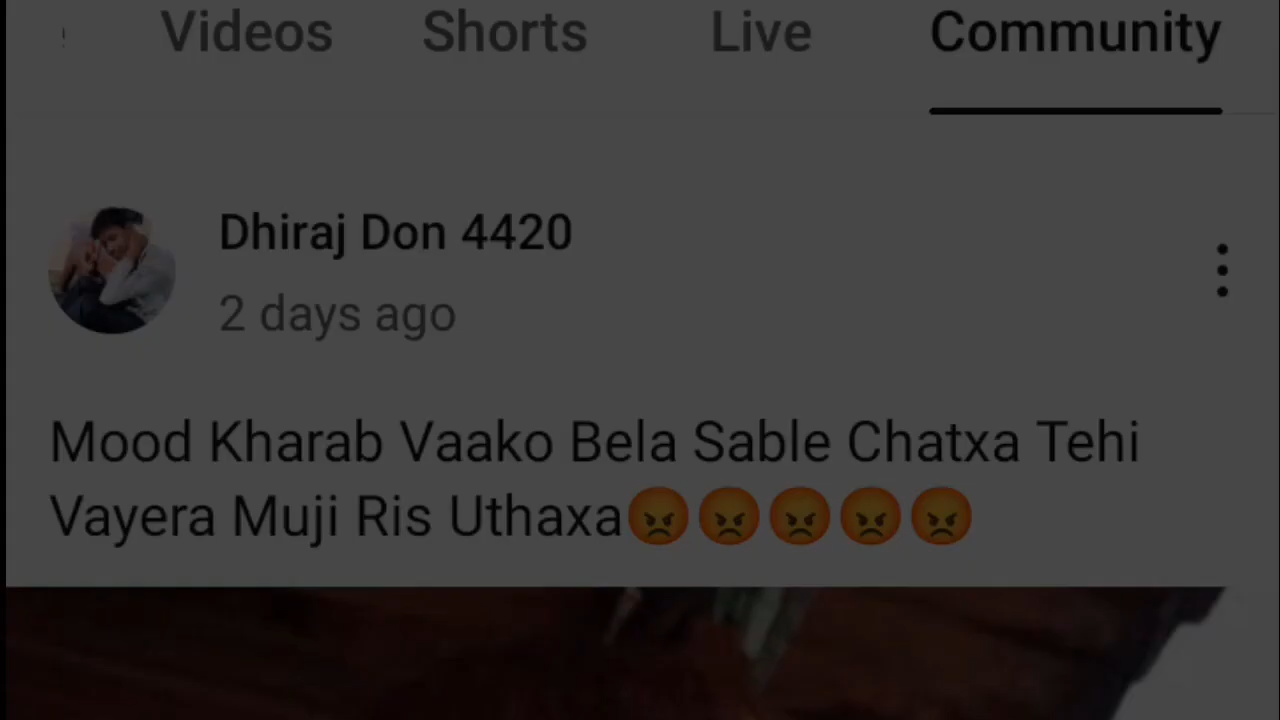 Videos Shorts Live Community
Dhiraj Don 4420
2 days ago
Mood Kharab Vaako Bela Sable Chatxa Tehi
Vayera Muji Ris Uthaxa😡😡😡😡😡